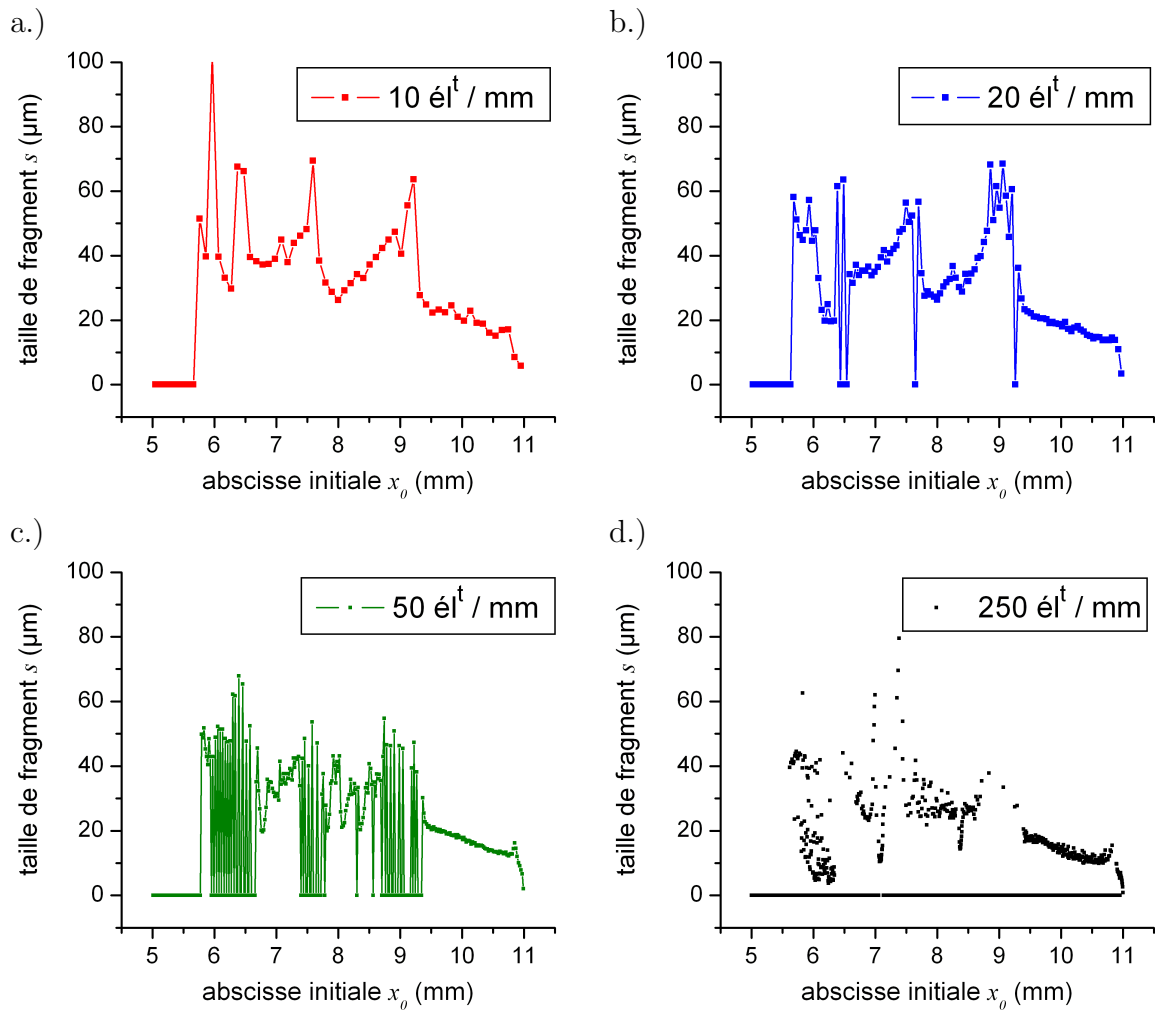 a.)
100
80
60
40
20
0
taille de fragment s (µm)
10 élᵗ / mm
5 6 7 8 9 10 11
abscisse initiale x₀ (mm)
b.)
100
80
60
40
20
0
taille de fragment s (µm)
20 élᵗ / mm
5 6 7 8 9 10 11
abscisse initiale x₀ (mm)
c.)
100
80
60
40
20
0
taille de fragment s (µm)
50 élᵗ / mm
5 6 7 8 9 10 11
abscisse initiale x₀ (mm)
d.)
100
80
60
40
20
0
taille de fragment s (µm)
250 élᵗ / mm
5 6 7 8 9 10 11
abscisse initiale x₀ (mm)